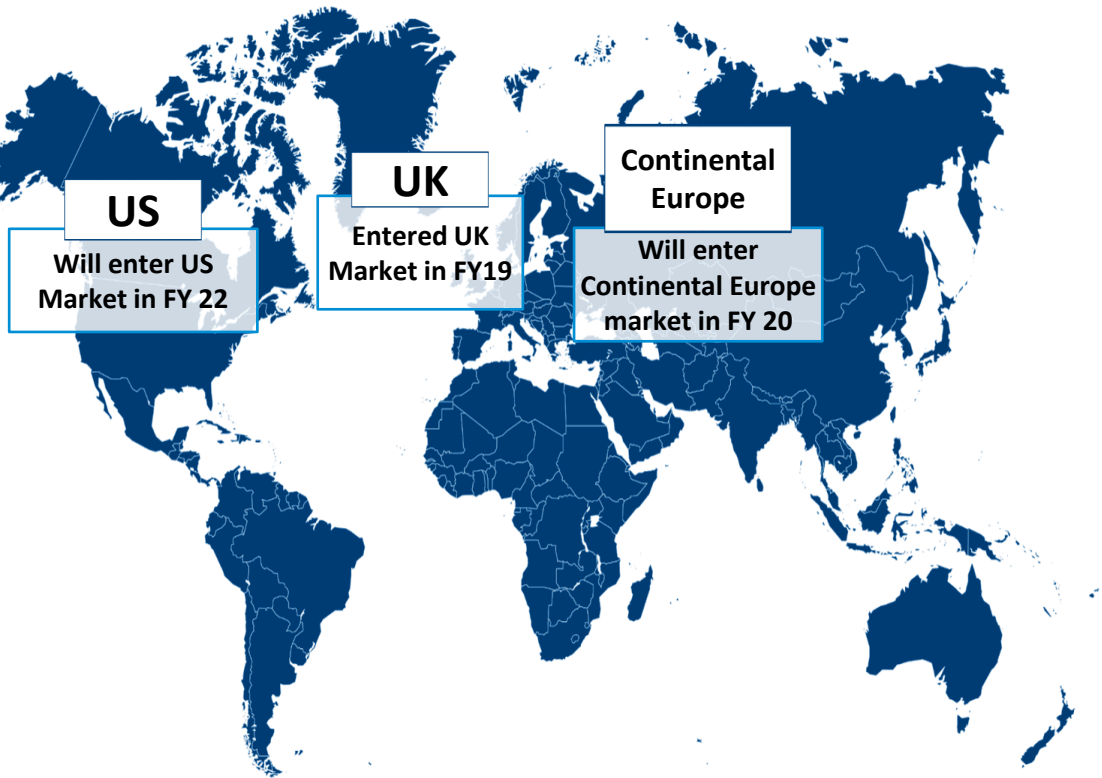 US
Will enter US
Market in FY 22
UK
Entered UK
Market in FY19
Continental
Europe
Will enter
Continental Europe
market in FY 20